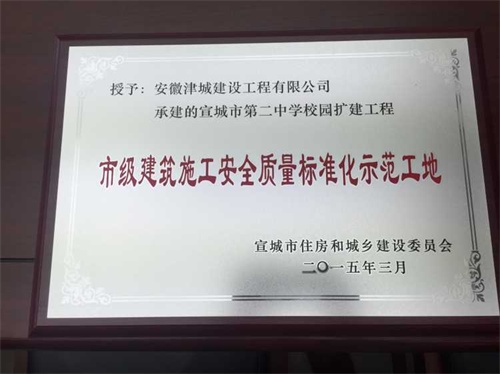 授予：安徽津城建设工程有限公司
承建的宣城市第二中学校园扩建工程
市级建筑施工安全质量标准化示范工地
宣城市住房和城乡建设委员会
二〇一五年三月